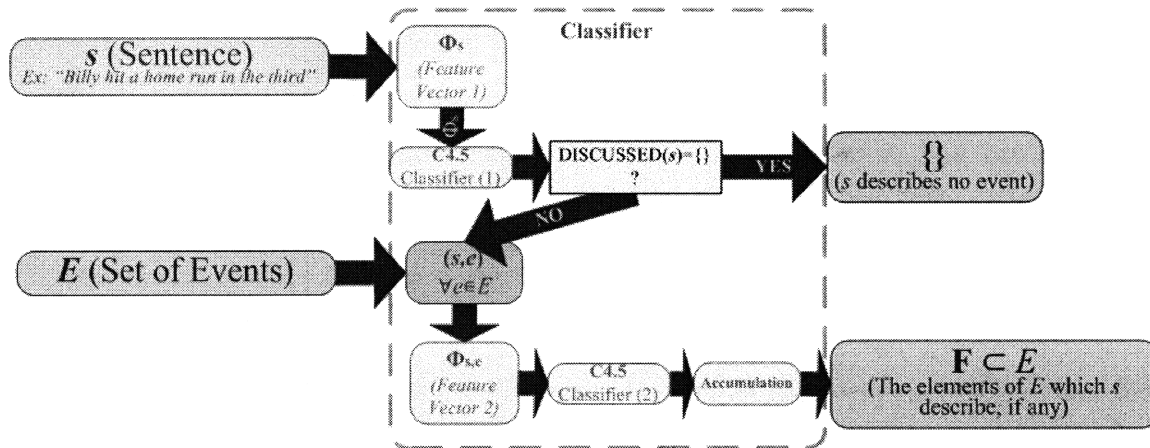 Classifier
s (Sentence)
Ex: "Billy hit a home run in the third"
Φs
(Feature
Vector 1)
Φs
C4.5
Classifier (1)
DISCUSSED(s)={}
?
YES
{}
(s describes no event)
NO
E (Set of Events)
(s,e)
∀e∈E
Φs,e
(Feature
Vector 2)
C4.5
Classifier (2)
Accumulation
F ⊂ E
(The elements of E which s
describe, if any)